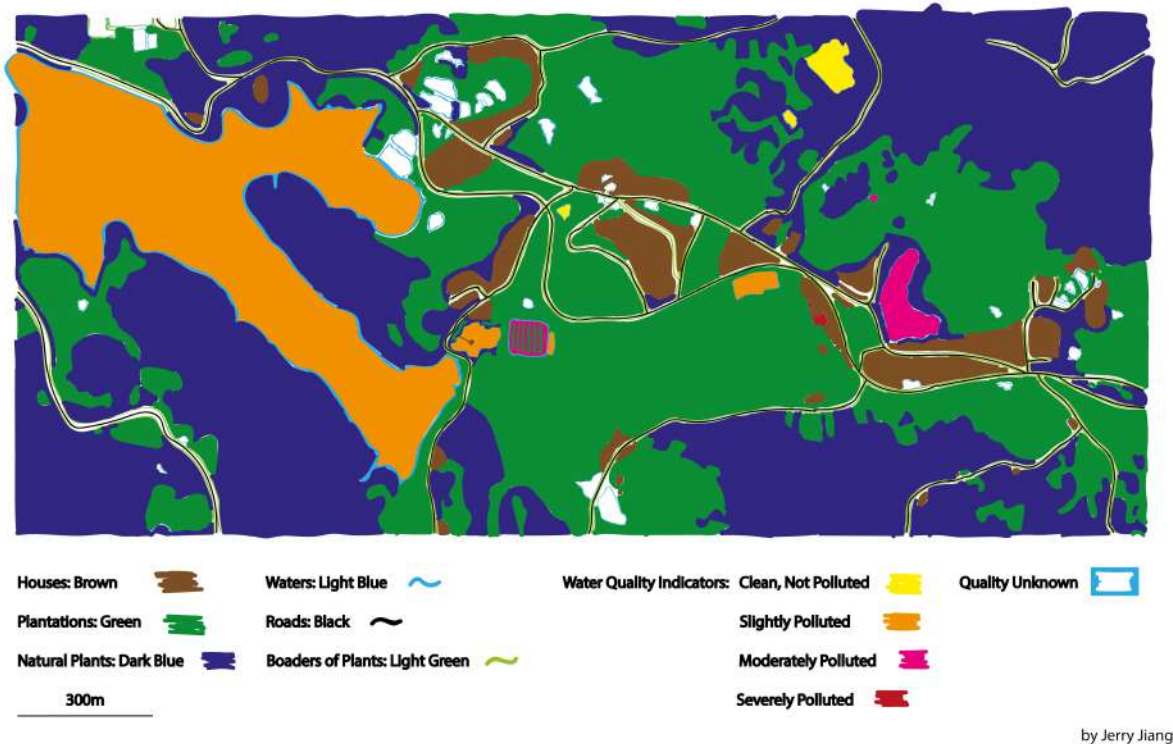 Houses: Brown
Waters: Light Blue
Water Quality Indicators: Clean, Not Polluted
Quality Unknown
Plantations: Green
Roads: Black
Slightly Polluted
Natural Plants: Dark Blue
Boaders of Plants: Light Green
Moderately Polluted
300m
Severely Polluted
by Jerry Jiang